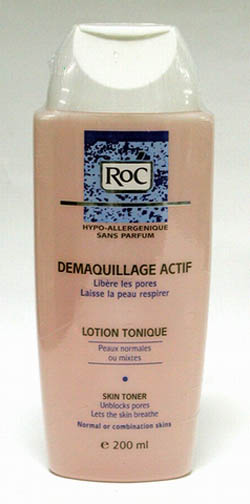 RoC
HYPO-ALLERGENIQUE
SANS PARFUM
DEMAQUILLAGE ACTIF
Libère les pores
Laisse la peau respirer
LOTION TONIQUE
Peaux normales
ou mixtes
SKIN TONER
Unblocks pores
Lets the skin breathe
Normal or combination skins
e 200 ml